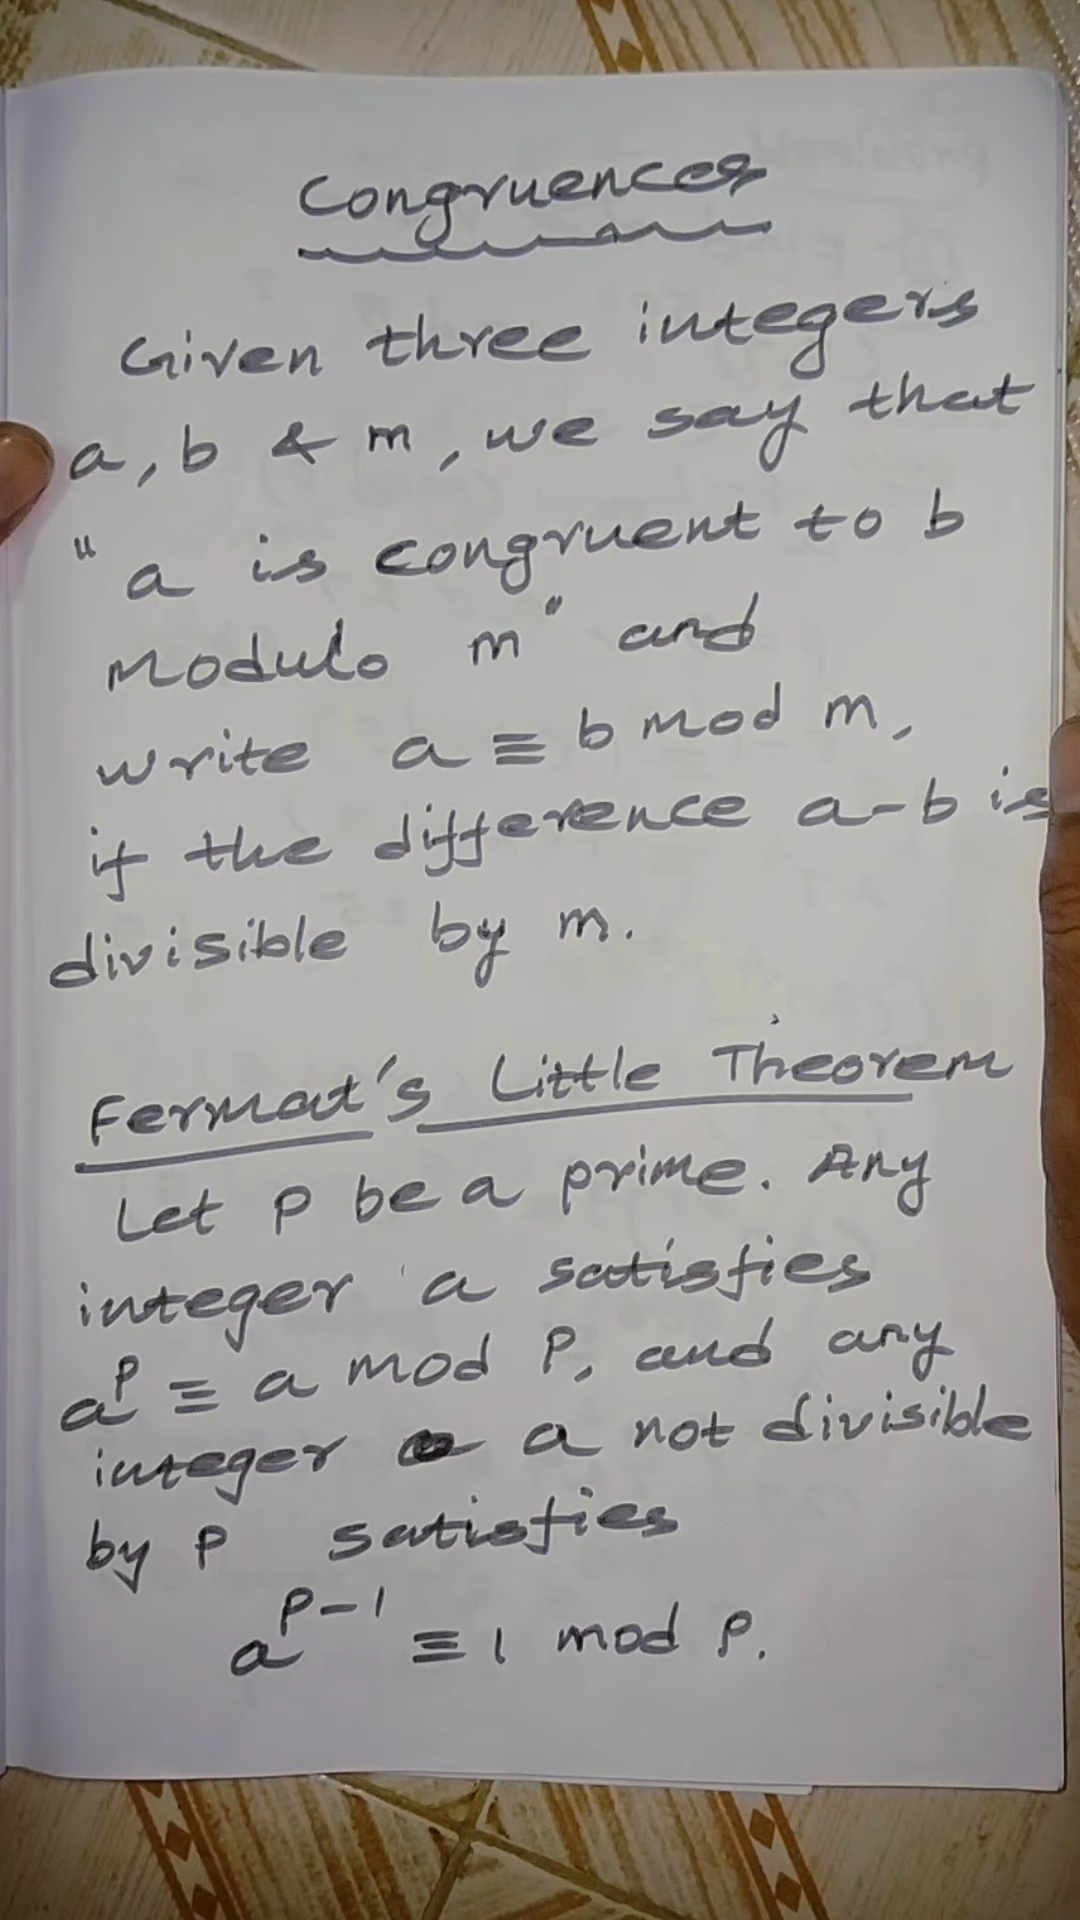 Congruences
Given three integers
a, b & m, we say that
"a is congruent to b
Modulo m" and
write a ≡ b mod m,
if the difference a-b is
divisible by m.
Fermat's Little Theorem
Let P be a prime. Any
integer a satisfies
a^P ≡ a mod P, and any
integer a not divisible
by P satisfies
a^(P-1) ≡ 1 mod P.